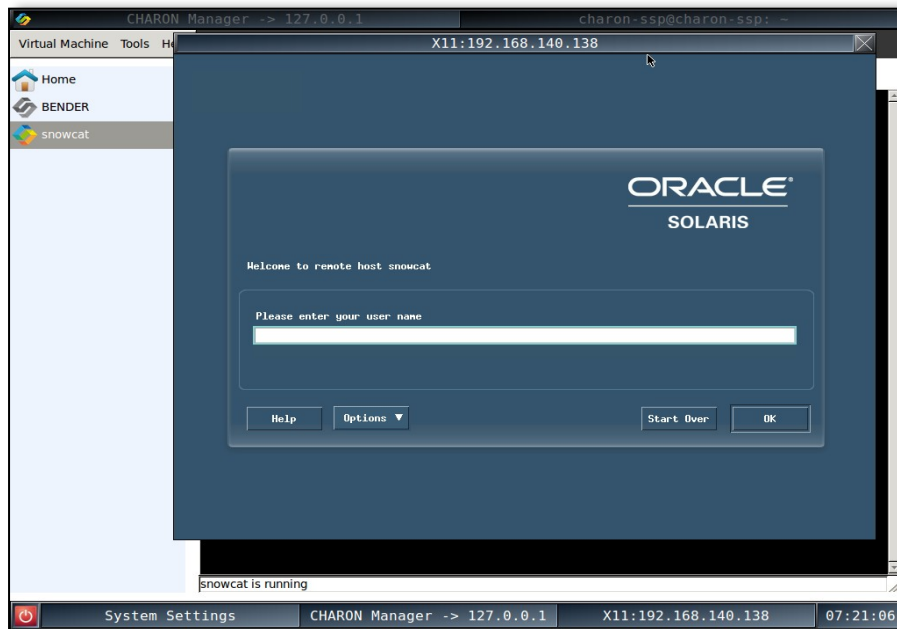 CHARON Manager -> 127.0.0.1
charon-ssp@charon-ssp: ~
Virtual Machine Tools
X11:192.168.140.138
Home
BENDER
snowcat
ORACLE
SOLARIS
Welcome to remote host snowcat
Please enter your user name
Help Options Start Over OK
snowcat is running
System Settings CHARON Manager -> 127.0.0.1 X11:192.168.140.138 07:21:06